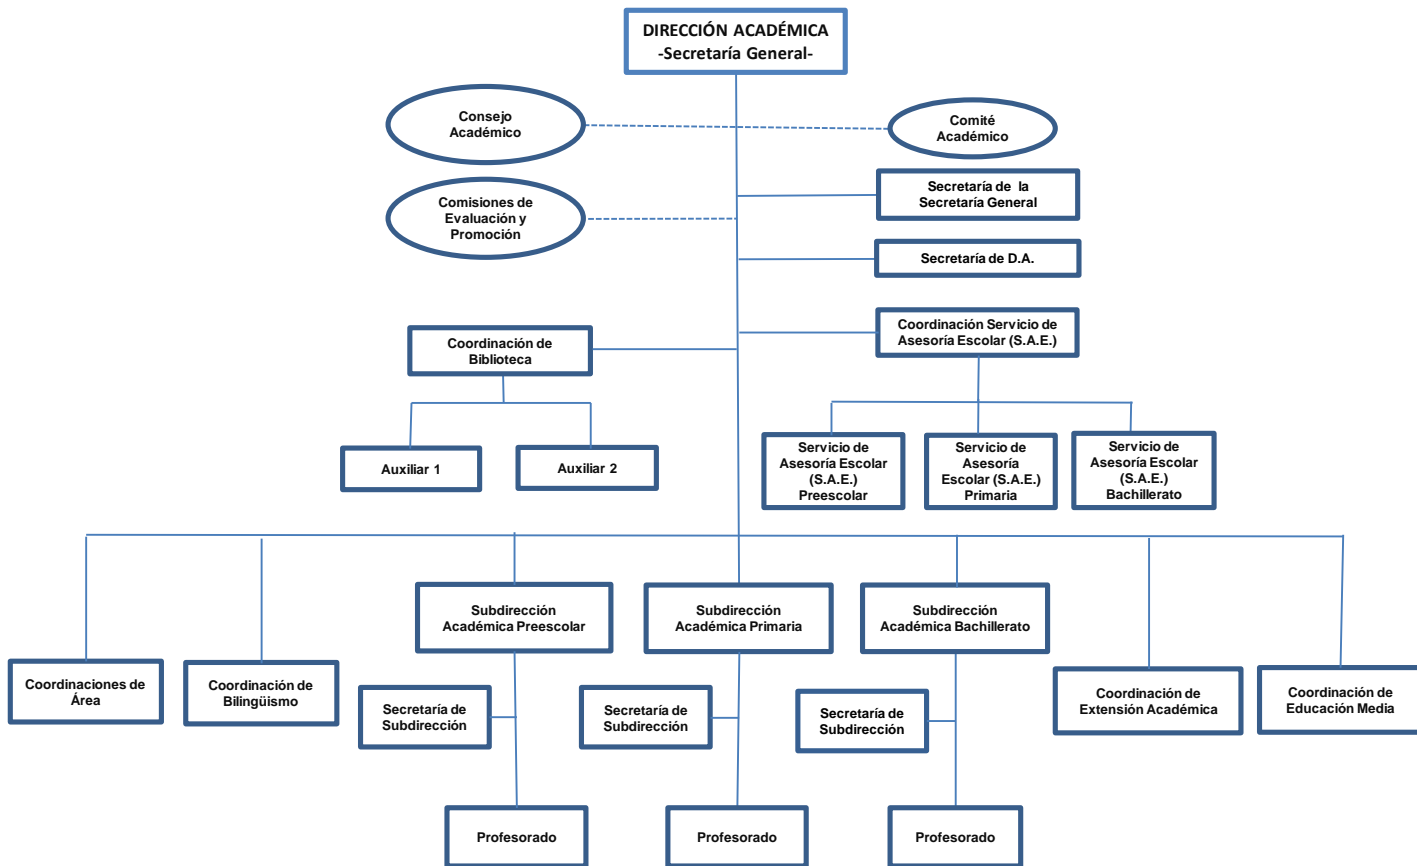 DIRECCIÓN ACADÉMICA
-Secretaría General-
Consejo
Académico
Comité
Académico
Secretaría de la
Secretaría General
Comisiones de
Evaluación y
Promoción
Secretaría de D.A.
Coordinación Servicio de
Asesoría Escolar (S.A.E.)
Coordinación de
Biblioteca
Auxiliar 1
Auxiliar 2
Servicio de
Asesoría Escolar
(S.A.E.)
Preescolar
Servicio de
Asesoría
Escolar (S.A.E.)
Primaria
Servicio de
Asesoría Escolar
(S.A.E.)
Bachillerato
Subdirección
Académica Preescolar
Subdirección
Académica Primaria
Subdirección
Académica Bachillerato
Coordinaciones de
Área
Coordinación de
Bilingüismo
Secretaría de
Subdirección
Secretaría de
Subdirección
Secretaría de
Subdirección
Coordinación de
Extensión Académica
Coordinación de
Educación Media
Profesorado
Profesorado
Profesorado